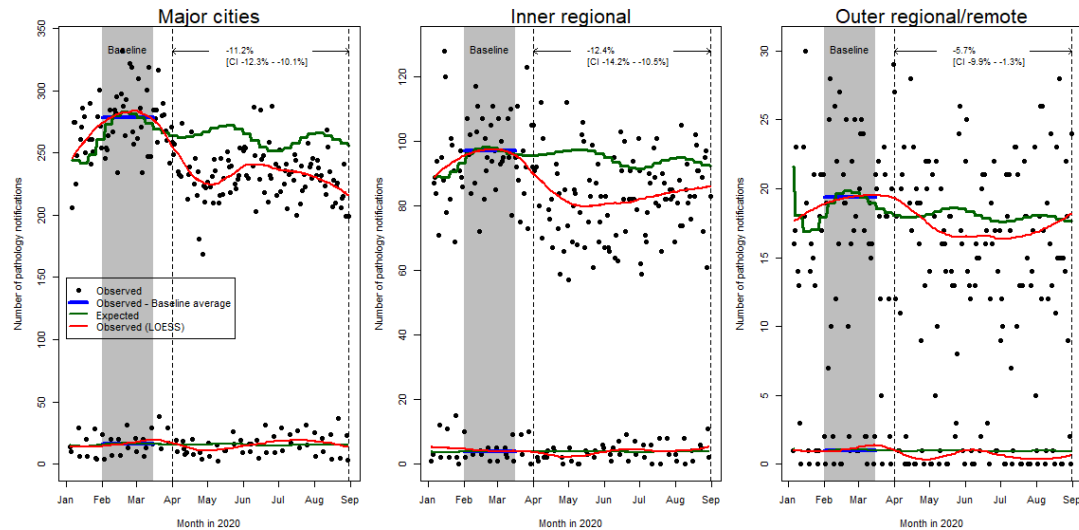 Major cities
Inner regional
Outer regional/remote
Baseline
-11.2%
[CI -12.3% - -10.1%]
Number of pathology notifications
350
300
250
200
150
100
50
0
Observed
Observed - Baseline average
Expected
Observed (LOESS)
Jan Feb Mar Apr May Jun Jul Aug Sep
Month in 2020
Baseline
-12.4%
[CI -14.2% - -10.5%]
Number of pathology notifications
120
100
80
60
40
20
0
Jan Feb Mar Apr May Jun Jul Aug Sep
Month in 2020
Baseline
-5.7%
[CI -9.9% - -1.3%]
Number of pathology notifications
30
25
20
15
10
5
0
Jan Feb Mar Apr May Jun Jul Aug Sep
Month in 2020